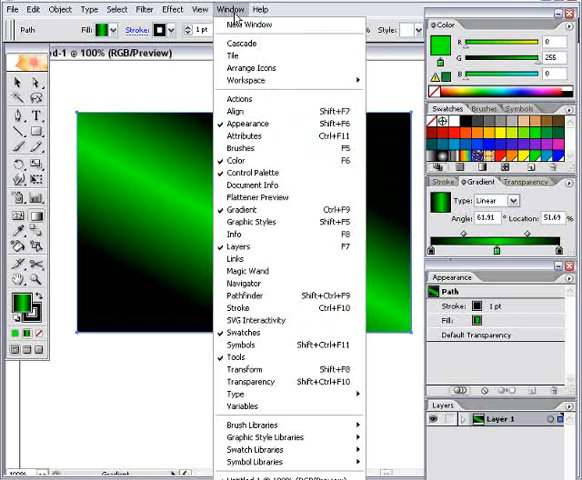 File Edit Object Type Select Filter Effect View Window Help
Path Fill: Stroke: 1 pt Style:
d-1 @ 100% (RGB/Preview)
New Window
Cascade
Tile
Arrange Icons
Workspace
Actions
Align Shift+F7
Appearance Shift+F6
Attributes Ctrl+F11
Brushes F5
Color F6
Control Palette
Document Info
Flattener Preview
Gradient Ctrl+F9
Graphic Styles Shift+F5
Info F8
Layers F7
Links
Magic Wand
Navigator
Pathfinder Shift+Ctrl+F9
Stroke Ctrl+F10
SVG Interactivity
Swatches
Symbols Shift+Ctrl+F11
Tools
Transform Shift+F8
Transparency Shift+Ctrl+F10
Type
Variables
Brush Libraries
Graphic Style Libraries
Swatch Libraries
Symbol Libraries
Untitled-1 @ 100% (RGB/Preview)
Gradient
Color
R 0
G 255
B 0
Swatches Brushes Symbols
Stroke Gradient Transparency
Type: Linear
Angle: 61.91 Location: 51.69
Appearance
Path
Stroke: 1 pt
Fill:
Default Transparency
Layers
Layer 1